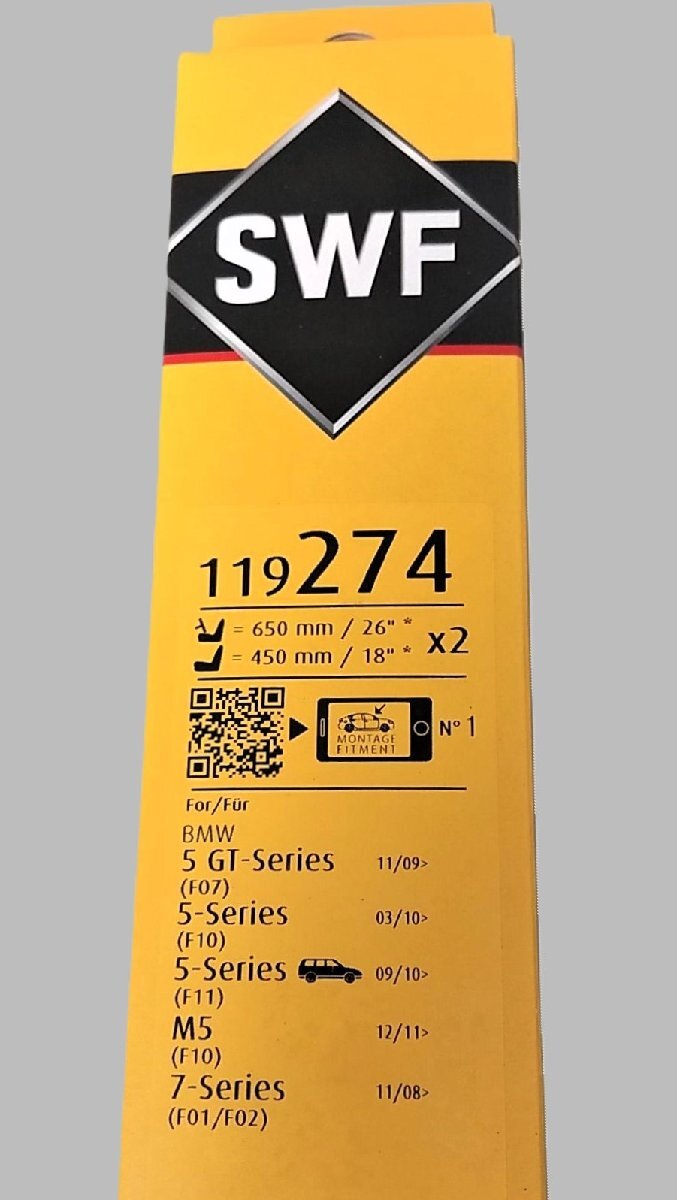 SWF
119274
= 650 mm / 26" *
= 450 mm / 18" *
x2
MONTAGE
FITMENT
N° 1
For/Für
BMW
5 GT-Series 11/09>
(F07)
5-Series 03/10>
(F10)
5-Series 09/10>
(F11)
M5 12/11>
(F10)
7-Series 11/08>
(F01/F02)